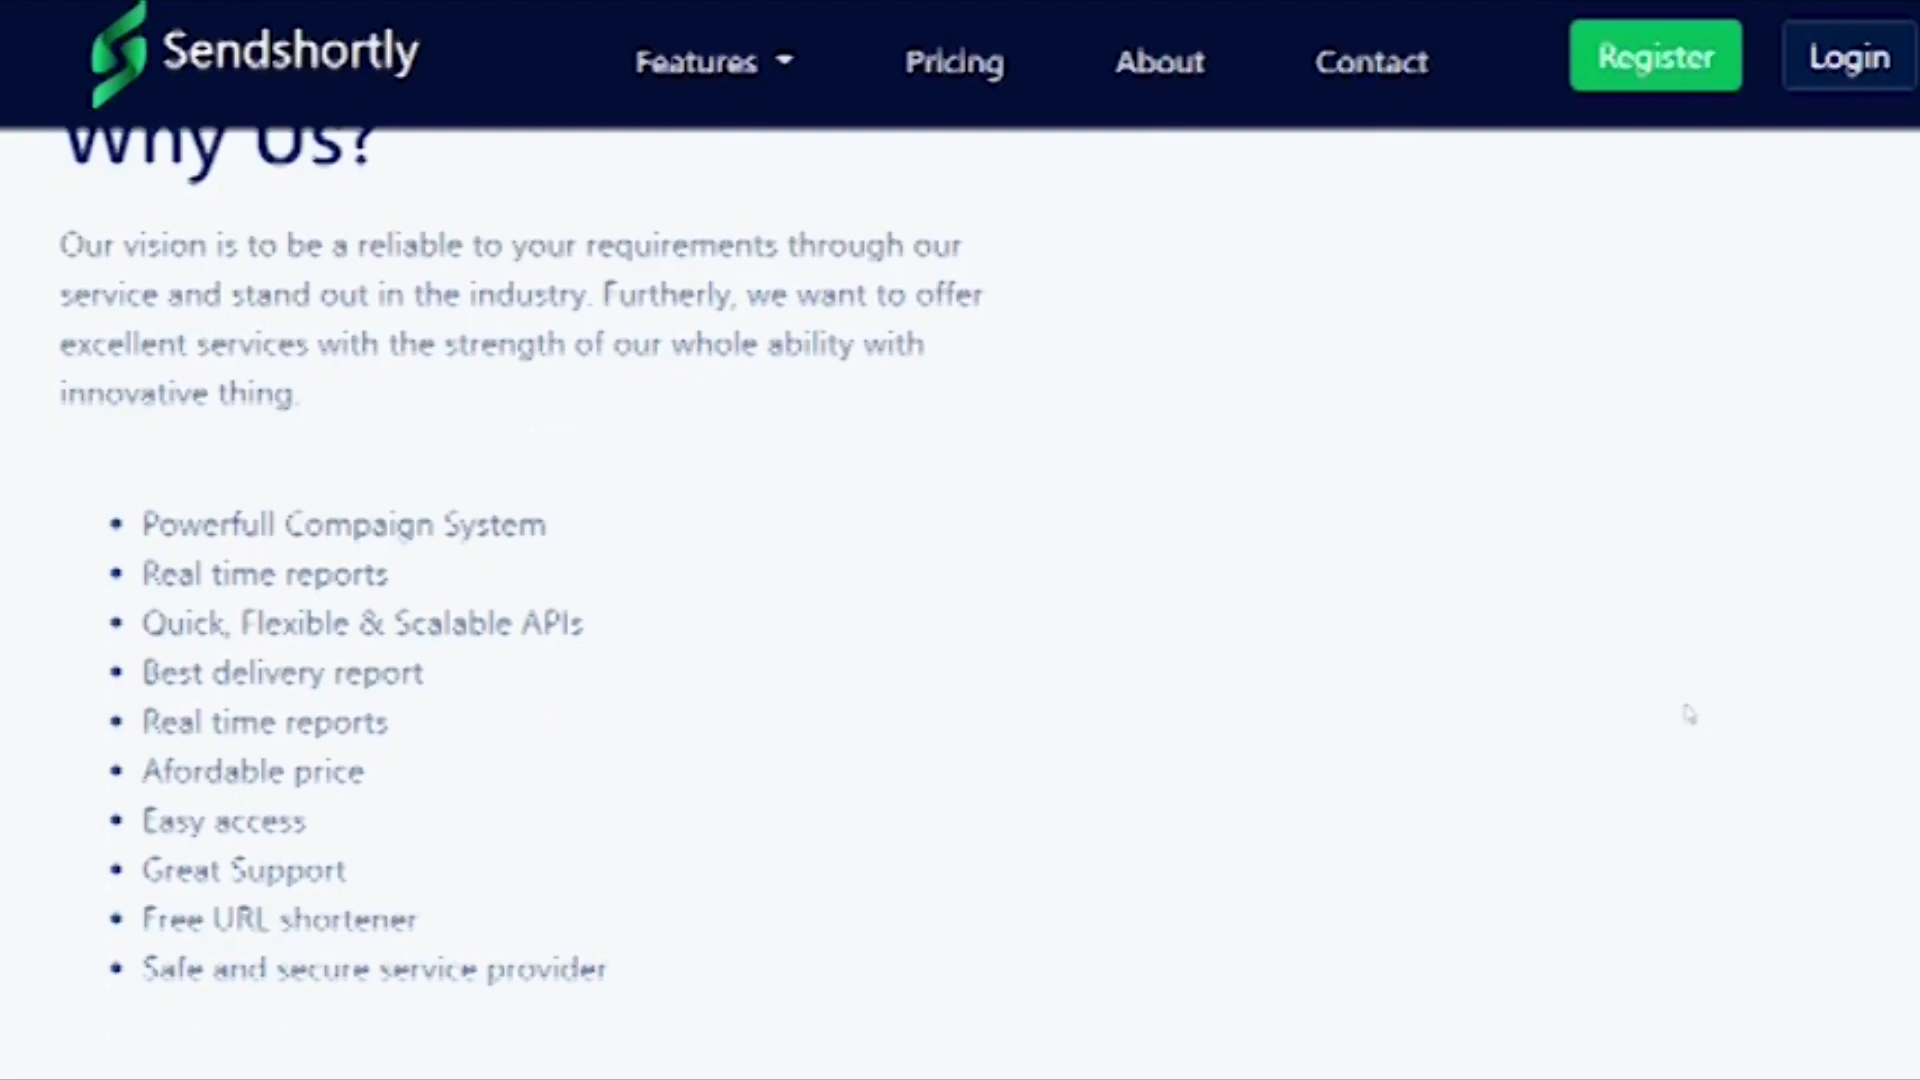 Sendshortly
Features
Pricing
About
Contact
Register
Login
Why Us?
Our vision is to be a reliable to your requirements through our
service and stand out in the industry. Furtherly, we want to offer
excellent services with the strength of our whole ability with
innovative thing.
Powerfull Compaign System
Real time reports
Quick, Flexible & Scalable APIs
Best delivery report
Real time reports
Afordable price
Easy access
Great Support
Free URL shortener
Safe and secure service provider